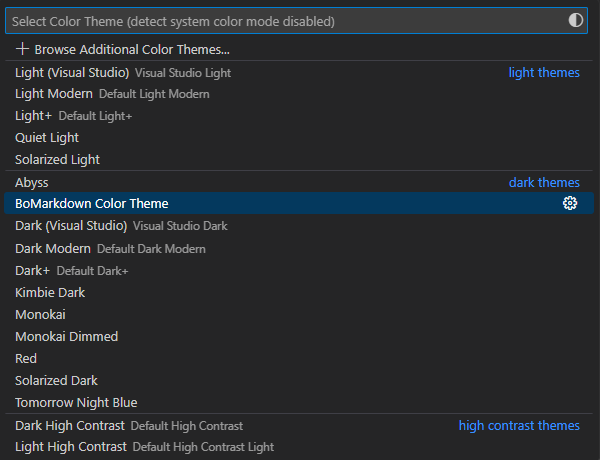 Select Color Theme (detect system color mode disabled)
Browse Additional Color Themes...
Light (Visual Studio) Visual Studio Light light themes
Light Modern Default Light Modern
Light+ Default Light+
Quiet Light
Solarized Light
Abyss dark themes
BoMarkdown Color Theme
Dark (Visual Studio) Visual Studio Dark
Dark Modern Default Dark Modern
Dark+ Default Dark+
Kimbie Dark
Monokai
Monokai Dimmed
Red
Solarized Dark
Tomorrow Night Blue
Dark High Contrast Default High Contrast high contrast themes
Light High Contrast Default High Contrast Light